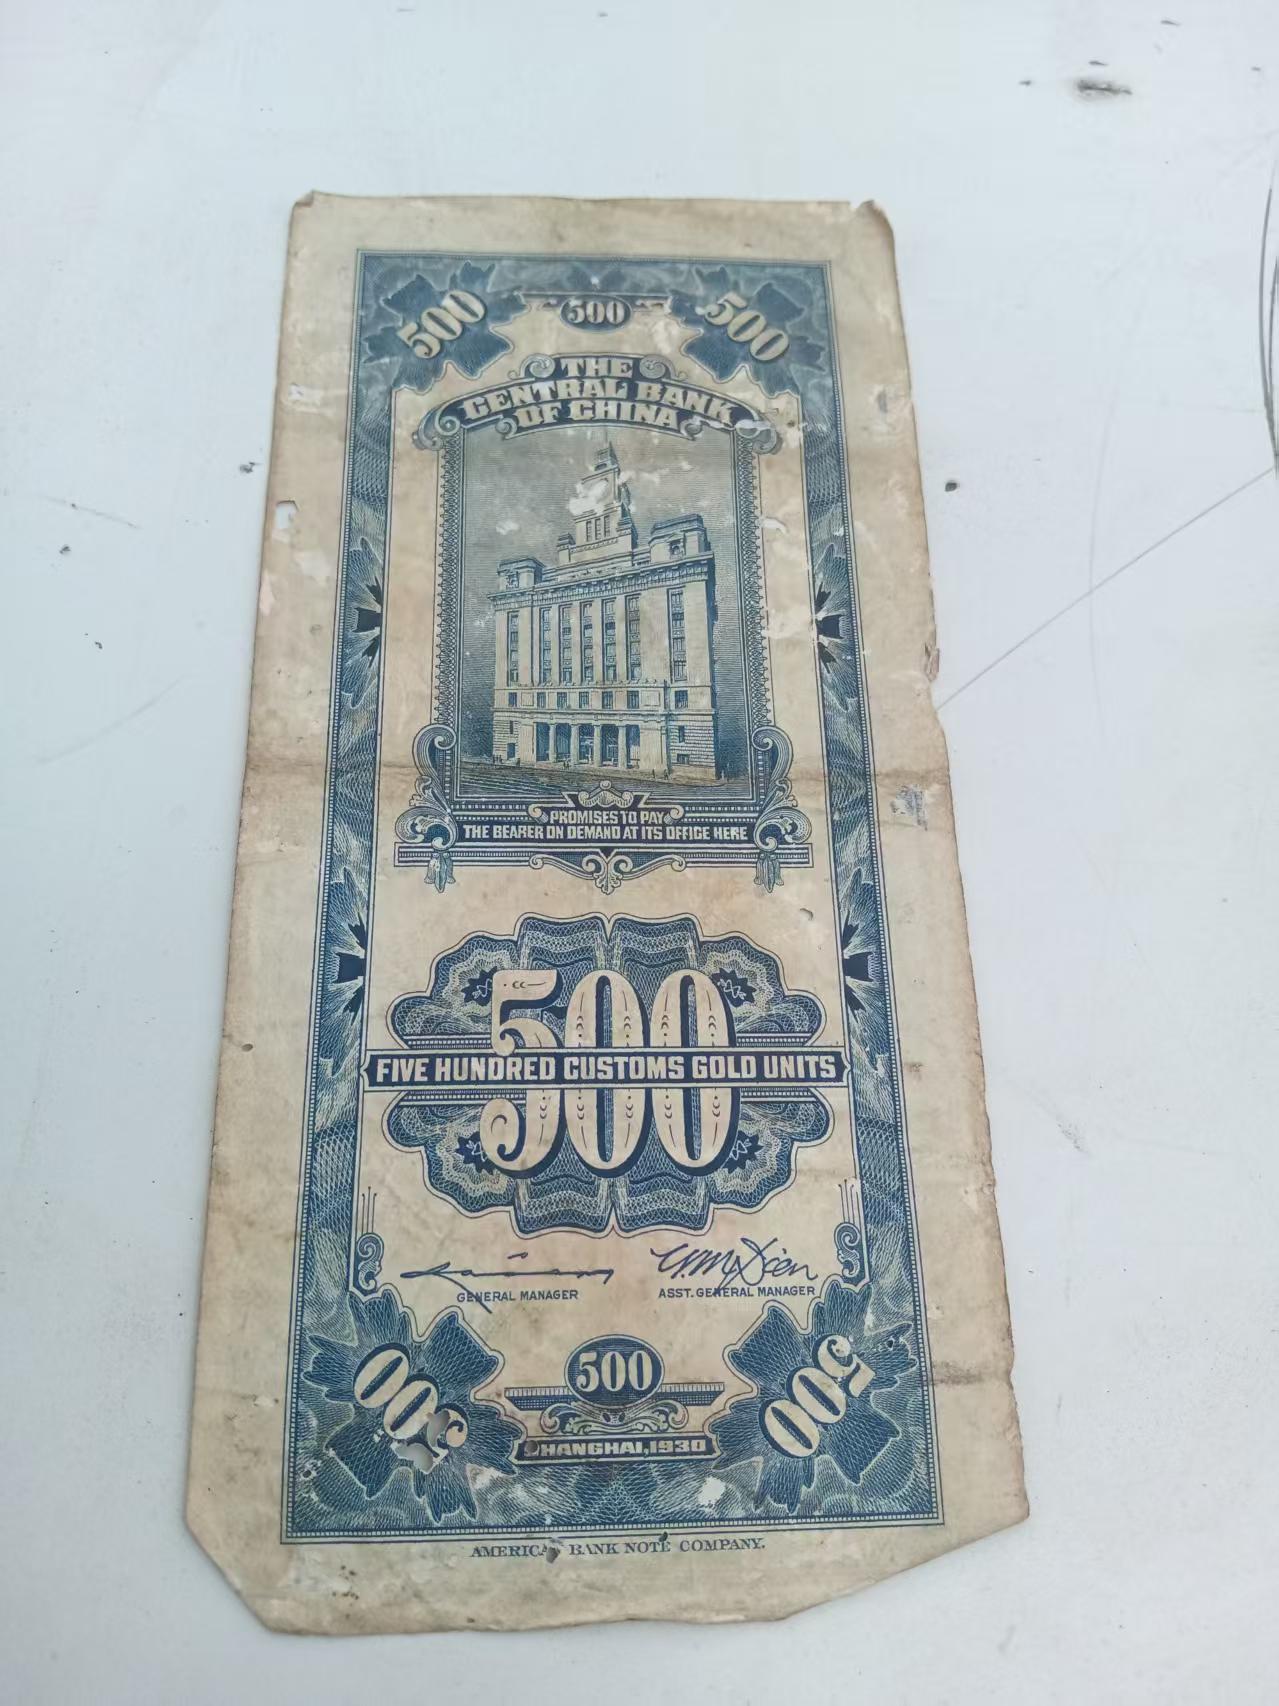 500 500 500
THE
CENTRAL BANK
OF CHINA
PROMISES TO PAY
THE BEARER ON DEMAND AT ITS OFFICE HERE
500
FIVE HUNDRED CUSTOMS GOLD UNITS
GENERAL MANAGER ASST. GENERAL MANAGER
500 500 500
SHANGHAI, 1930
AMERICAN BANK NOTE COMPANY.